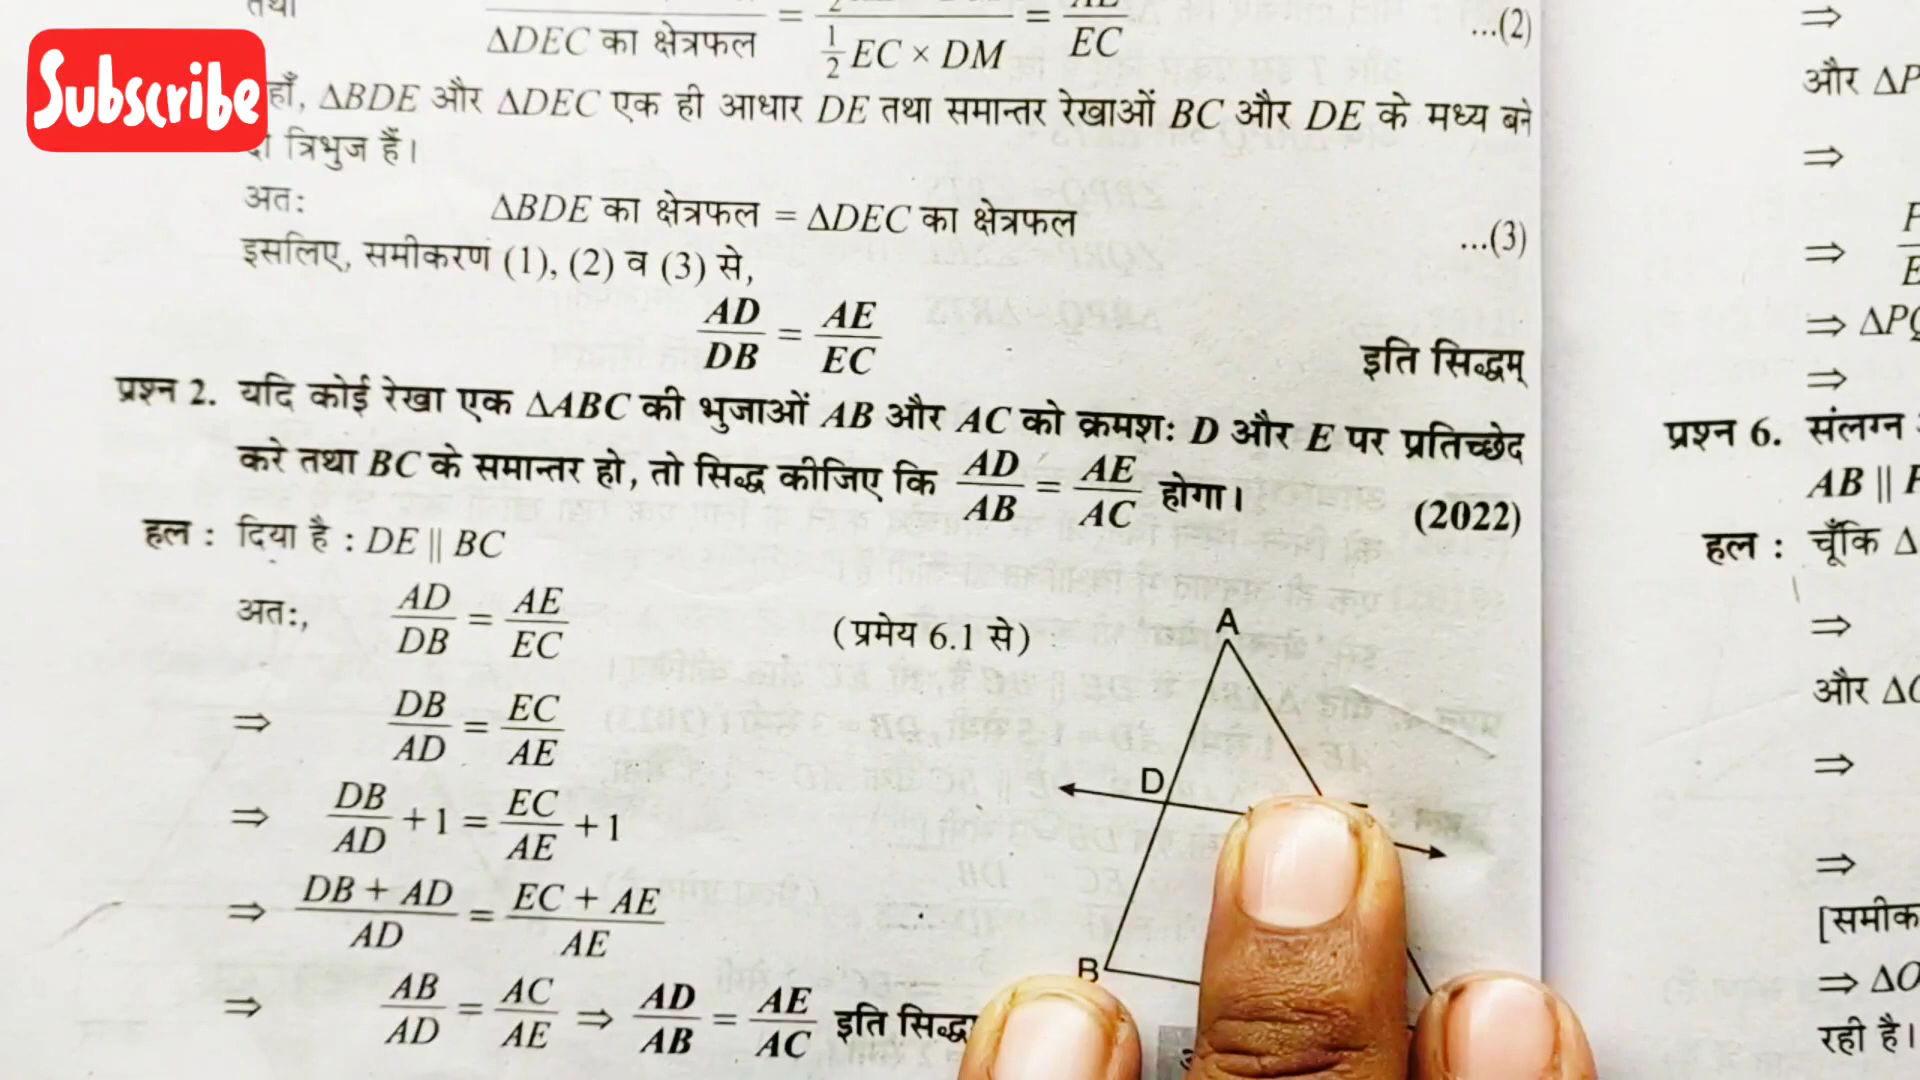 Subscribe
ΔDEC का क्षेत्रफल = 1/2 EC × DM = AE/EC ...(2)
ΔBDE और ΔDEC एक ही आधार DE तथा समान्तर रेखाओं BC और DE के मध्य बने
त्रिभुज हैं।
अतः ΔBDE का क्षेत्रफल = ΔDEC का क्षेत्रफल ...(3)
इसलिए, समीकरण (1), (2) व (3) से,
AD/DB = AE/EC इति सिद्धम्
प्रश्न 2. यदि कोई रेखा एक ΔABC की भुजाओं AB और AC को क्रमशः D और E पर प्रतिच्छेद
करे तथा BC के समान्तर हो, तो सिद्ध कीजिए कि AD/AB = AE/AC होगा। (2022)
हल : दिया है : DE || BC
अतः, AD/DB = AE/EC (प्रमेय 6.1 से)
⇒ DB/AD = EC/AE
⇒ DB/AD + 1 = EC/AE + 1
⇒ DB + AD/AD = EC + AE/AE
⇒ AB/AD = AC/AE ⇒ AD/AB = AE/AC इति
A
D
B
⇒
और ΔP
⇒
⇒
⇒ ΔPQ
⇒
प्रश्न 6. संलग्न
AB ||
हल : चूँकि Δ
⇒
और Δ
⇒
⇒
⇒ Δ
रही है।